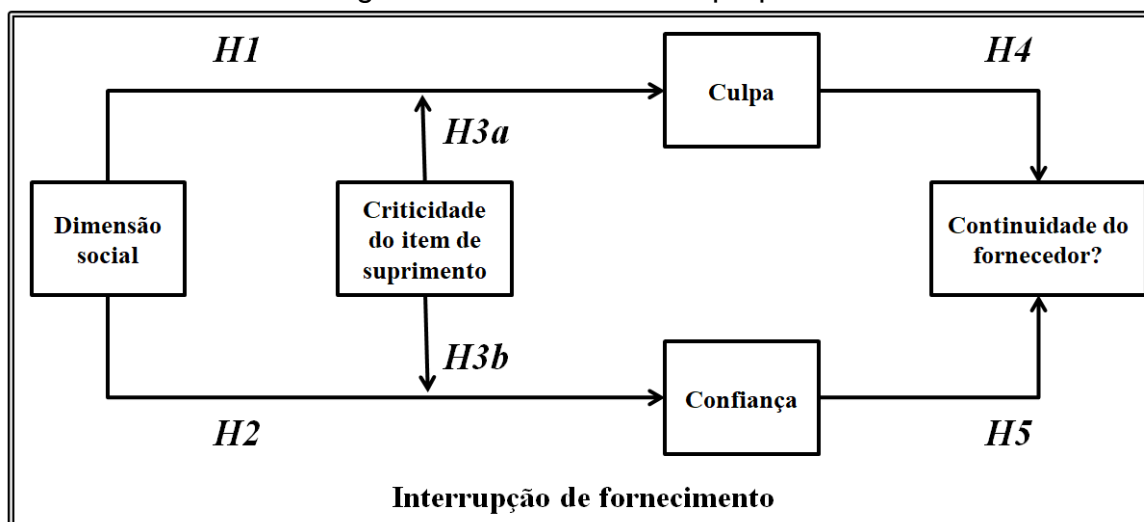 H1
H4
Culpa
H3a
Dimensão
social
Criticidade
do item de
suprimento
Continuidade do
fornecedor?
H3b
Confiança
H2
H5
Interrupção de fornecimento